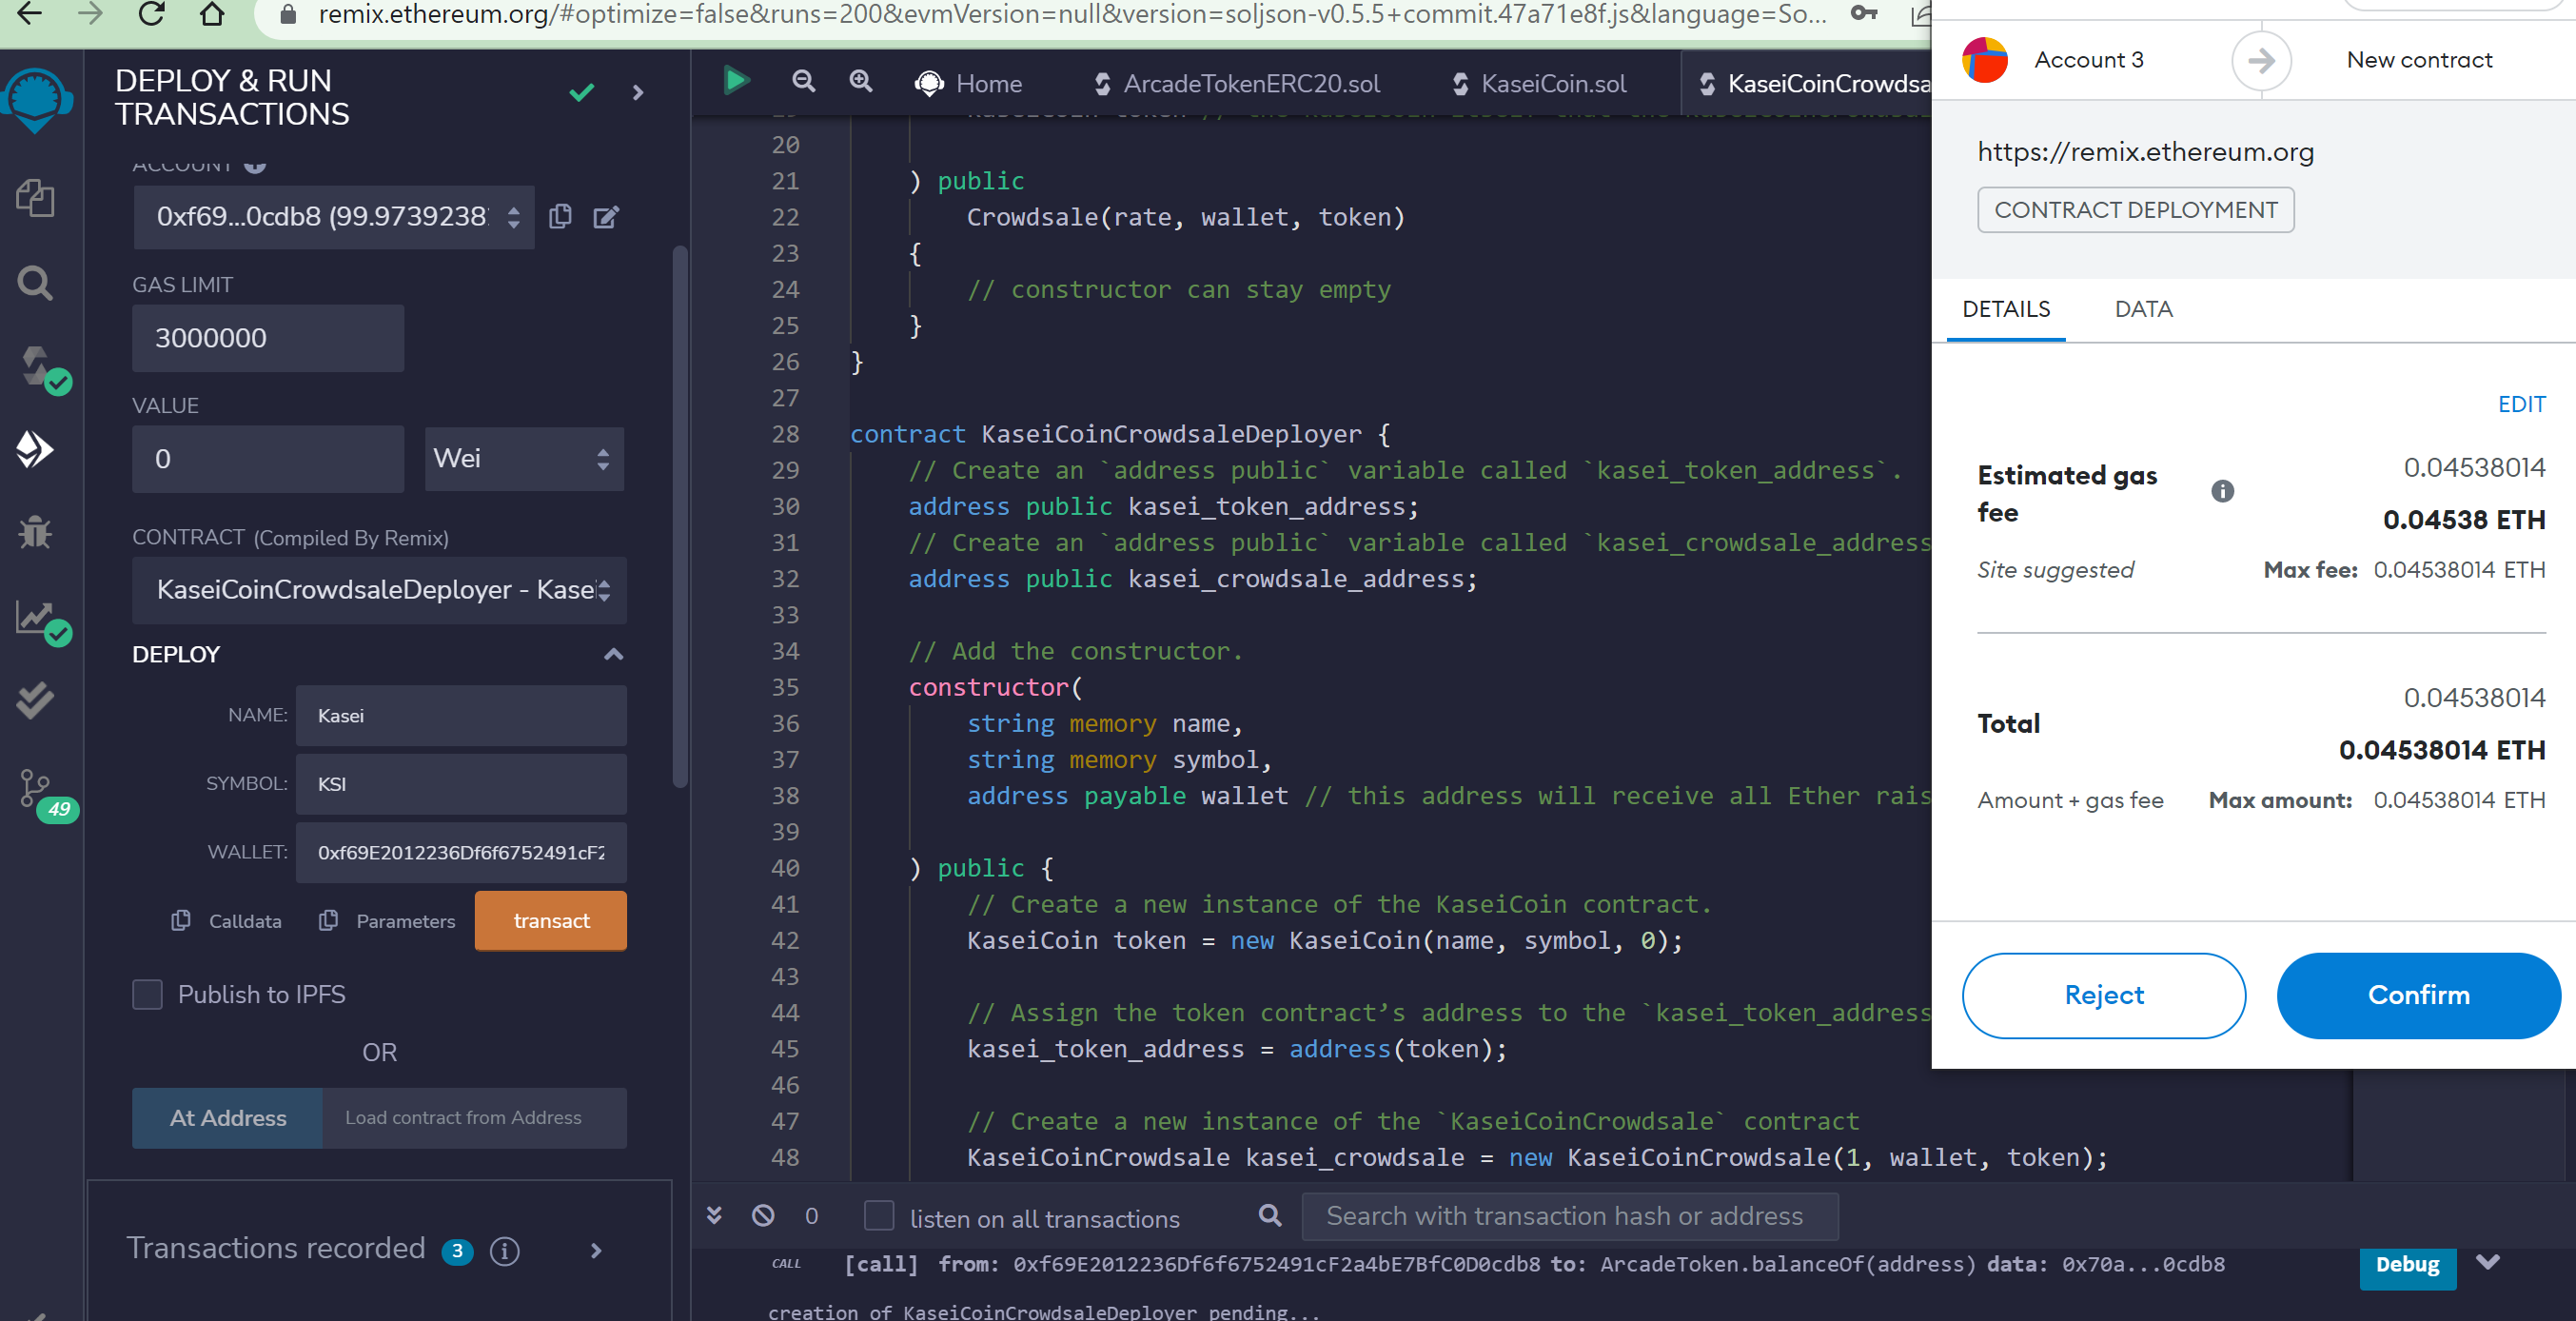 remix.ethereum.org/#optimize=false&runs=200&evmVersion=null&version=soljson-v0.5.5+commit.47a71e8f.js&language=So...
DEPLOY & RUN
TRANSACTIONS
ACCOUNT
0xf69...0cdb8 (99.9739238
GAS LIMIT
3000000
VALUE
0
Wei
CONTRACT (Compiled By Remix)
KaseiCoinCrowdsaleDeployer - Kasei
DEPLOY
NAME:
Kasei
SYMBOL:
KSI
WALLET:
0xf69E2012236Df6f6752491cF2
Calldata
Parameters
transact
Publish to IPFS
OR
At Address
Load contract from Address
Transactions recorded 3 i
49
Home
ArcadeTokenERC20.sol
KaseiCoin.sol
KaseiCoinCrowdsa
20
21 ) public
22 Crowdsale(rate, wallet, token)
23 {
24 // constructor can stay empty
25 }
26 }
27
28 contract KaseiCoinCrowdsaleDeployer {
29 // Create an `address public` variable called `kasei_token_address`.
30 address public kasei_token_address;
31 // Create an `address public` variable called `kasei_crowdsale_address
32 address public kasei_crowdsale_address;
33
34 // Add the constructor.
35 constructor(
36 string memory name,
37 string memory symbol,
38 address payable wallet // this address will receive all Ether rais
39
40 ) public {
41 // Create a new instance of the KaseiCoin contract.
42 KaseiCoin token = new KaseiCoin(name, symbol, 0);
43
44 // Assign the token contract’s address to the `kasei_token_address
45 kasei_token_address = address(token);
46
47 // Create a new instance of the `KaseiCoinCrowdsale` contract
48 KaseiCoinCrowdsale kasei_crowdsale = new KaseiCoinCrowdsale(1, wallet, token);
0
listen on all transactions
Search with transaction hash or address
CALL [call] from: 0xf69E2012236Df6f6752491cF2a4bE7BfC0D0cdb8 to: ArcadeToken.balanceOf(address) data: 0x70a...0cdb8
Debug
creation of KaseiCoinCrowdsaleDeployer pending...
Account 3
New contract
https://remix.ethereum.org
CONTRACT DEPLOYMENT
DETAILS
DATA
EDIT
Estimated gas
fee
i
0.04538014
0.04538 ETH
Site suggested
Max fee: 0.04538014 ETH
0.04538014
Total
0.04538014 ETH
Amount + gas fee
Max amount: 0.04538014 ETH
Reject
Confirm